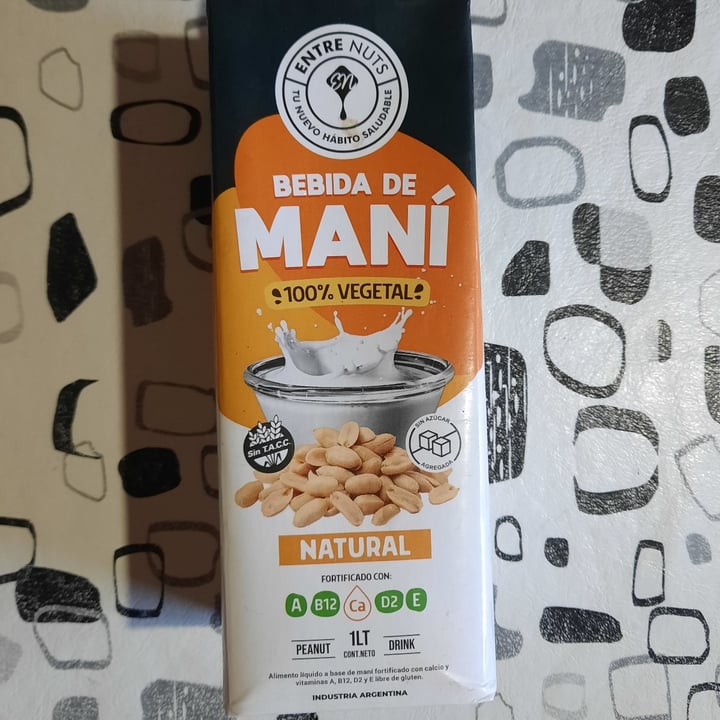 ENTRE NUTS
EN
TU NUEVO HÁBITO SALUDABLE
BEBIDA DE
MANÍ
100% VEGETAL
Sin T.A.C.C.
SIN AZÚCAR
AGREGADA
NATURAL
FORTIFICADO CON:
A B12 Ca D2 E
PEANUT 1LT DRINK
CONT.NETO
Alimento líquido a base de maní fortificado con calcio y
vitaminas A, B12, D2 y E libre de gluten.
INDUSTRIA ARGENTINA